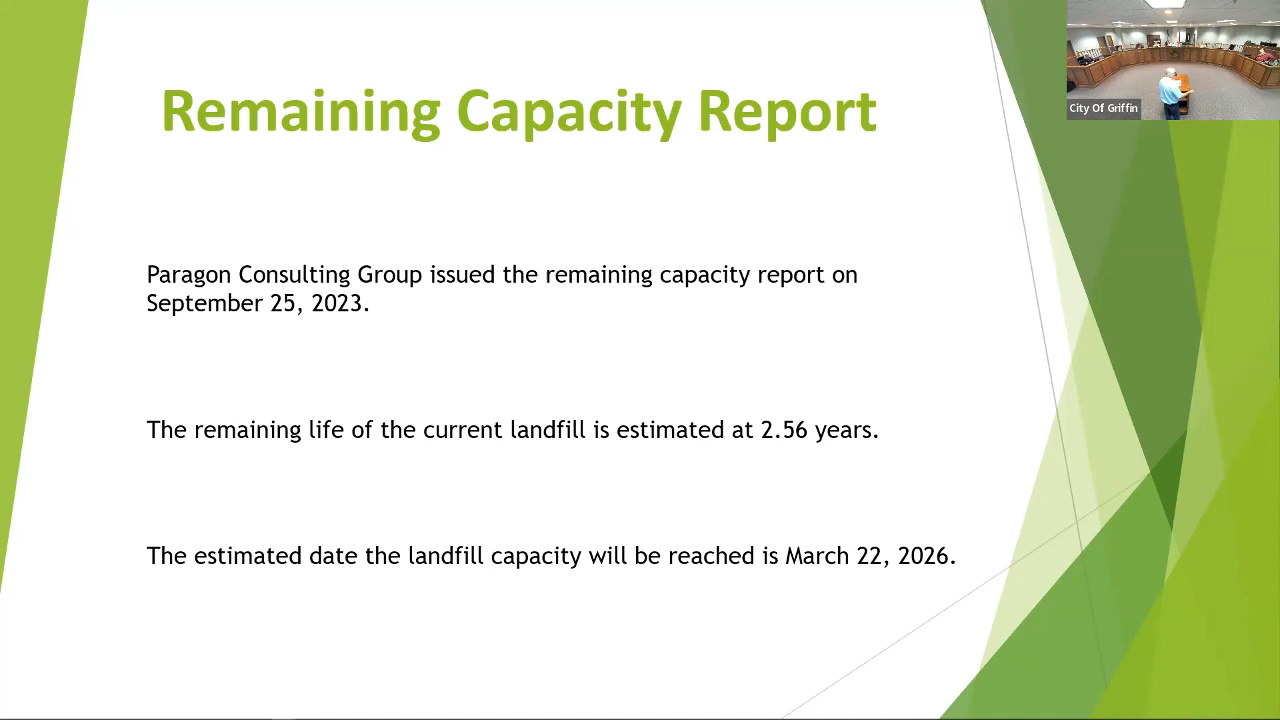 Remaining Capacity Report
City Of Griffin
Paragon Consulting Group issued the remaining capacity report on
September 25, 2023.
The remaining life of the current landfill is estimated at 2.56 years.
The estimated date the landfill capacity will be reached is March 22, 2026.